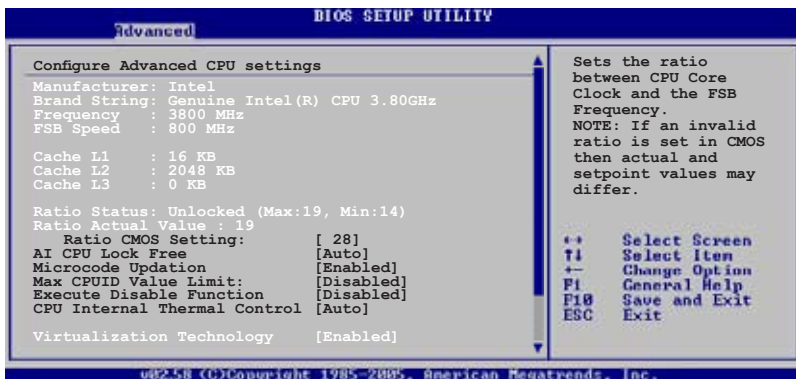 BIOS SETUP UTILITY
Advanced
Configure Advanced CPU settings
Manufacturer: Intel
Brand String: Genuine Intel(R) CPU 3.80GHz
Frequency : 3800 MHz
FSB Speed : 800 MHz
Cache L1 : 16 KB
Cache L2 : 2048 KB
Cache L3 : 0 KB
Ratio Status: Unlocked (Max:19, Min:14)
Ratio Actual Value : 19
Ratio CMOS Setting: [ 28]
AI CPU Lock Free [Auto]
Microcode Updation [Enabled]
Max CPUID Value Limit: [Disabled]
Execute Disable Function [Disabled]
CPU Internal Thermal Control [Auto]
Virtualization Technology [Enabled]
Sets the ratio
between CPU Core
Clock and the FSB
Frequency.
NOTE: If an invalid
ratio is set in CMOS
then actual and
setpoint values may
differ.
←→ Select Screen
↑↓ Select Item
+- Change Option
F1 General Help
F10 Save and Exit
ESC Exit
v02.58 (C)Copyright 1985-2005, American Megatrends, Inc.